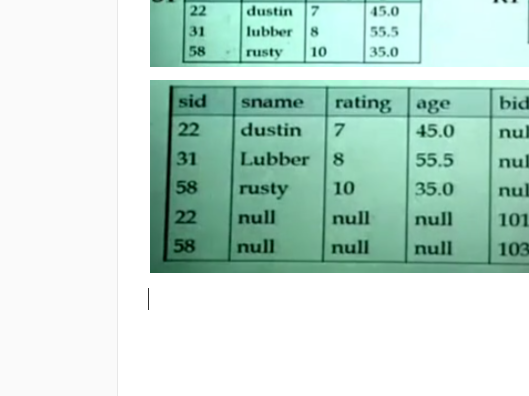 22 dustin 7 45.0
31 lubber 8 55.5
58 rusty 10 35.0
sid sname rating age bid
22 dustin 7 45.0 nul
31 Lubber 8 55.5 nul
58 rusty 10 35.0 nul
22 null null null 101
58 null null null 103